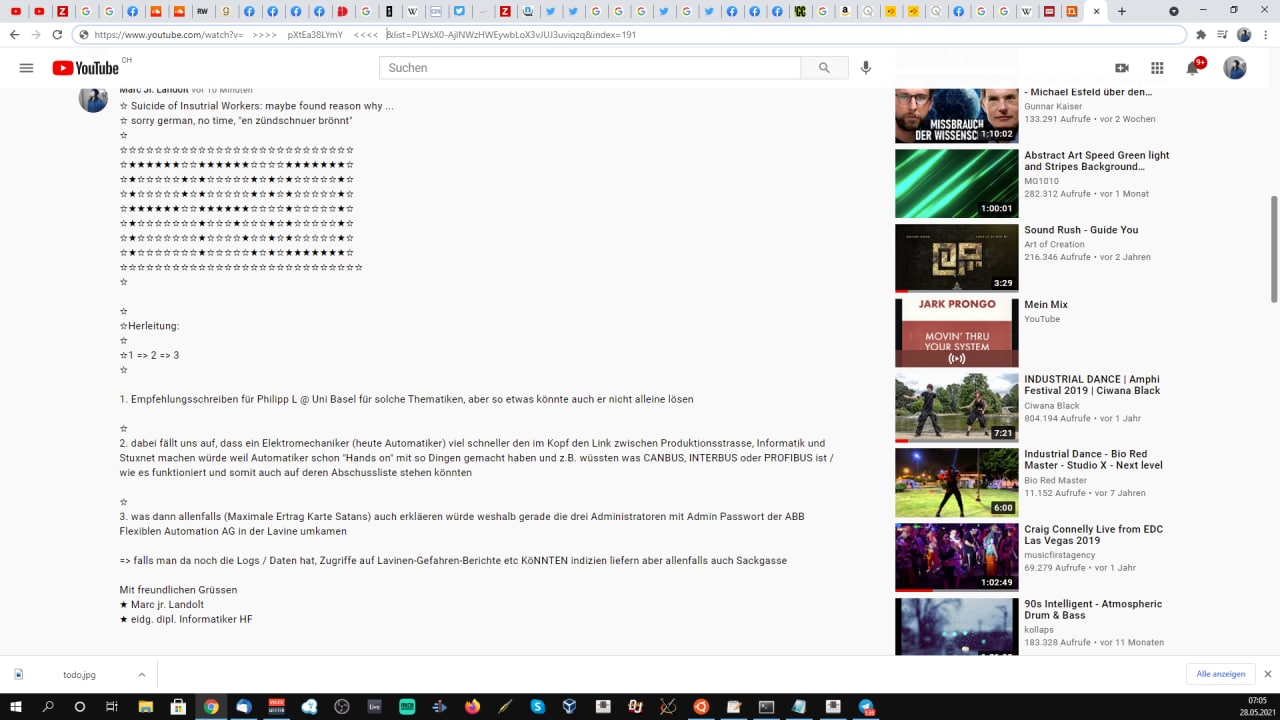 https://www.youtube.com/watch?v= >>>> pXtEa38LYmY <<<< &list=PLWsX0-AjlNWzHWEywbLoX3vJUJ3uviqzq&index=191
YouTube CH
Suchen
9+
Marc Jr. Landolt vor 10 Minuten
☆ Suicide of Insutrial Workers: maybe found reason why ...
☆ sorry german, no time, "en zündschnuer brönnt"
☆
☆
☆
☆Herleitung:
☆
☆1 => 2 => 3
☆
1. Empfehlungsschreiben für Philipp L @ Uni Basel für solche Thematiken, aber so etwas könnte auch er nicht alleine lösen
☆
2. dabei fällt uns auf, dass ein Elektromechaniker (heute Automatiker) viel schneller den im Kopf den Link zwischen Produktionsstrasse, Informatik und
Stuxnet machen würde weil Automatiker schon "Hands on" mit so Dingen gemacht haben und z.B. wüssten was CANBUS, INTERBUS oder PROFIBUS ist /
wie es funktioniert und somit auch auf deren Abschussliste stehen könnten
☆
3. was dann allenfalls (Maximale Ertrag Karte Satans) auch erkläeren würde weshalb gerade die drei Administratoren mit Admin Passwort der ABB
Flexiblen Automation AG in der Lavine umkamen
=> falls man da noch die Logs / Daten hat, Zugriffe auf Lavinen-Gefahren-Berichte etc KöNNTEN indizien liefern aber allenfalls auch Sackgasse
Mit freundlichen Grüssen
★ Marc jr. Landolt
★ eidg. dipl. Informatiker HF
MISSBRAUCH
DER WISSENSCH
1:10:02
- Michael Esfeld über den...
Gunnar Kaiser
133.291 Aufrufe • vor 2 Wochen
1:00:01
Abstract Art Speed Green light
and Stripes Background...
MG1010
282.312 Aufrufe • vor 1 Monat
3:29
Sound Rush - Guide You
Art of Creation
216.346 Aufrufe • vor 2 Jahren
JARK PRONGO
MOVIN' THRU
YOUR SYSTEM
Mein Mix
YouTube
7:21
INDUSTRIAL DANCE | Amphi
Festival 2019 | Ciwana Black
Ciwana Black
804.194 Aufrufe • vor 1 Jahr
6:00
Industrial Dance - Bio Red
Master - Studio X - Next level
Bio Red Master
11.152 Aufrufe • vor 7 Jahren
1:02:49
Craig Connelly Live from EDC
Las Vegas 2019
musicfirstagency
69.279 Aufrufe • vor 1 Jahr
90s Intelligent - Atmospheric
Drum & Bass
kollaps
183.328 Aufrufe • vor 11 Monaten
todo.jpg
Alle anzeigen
07:05
28.05.2021